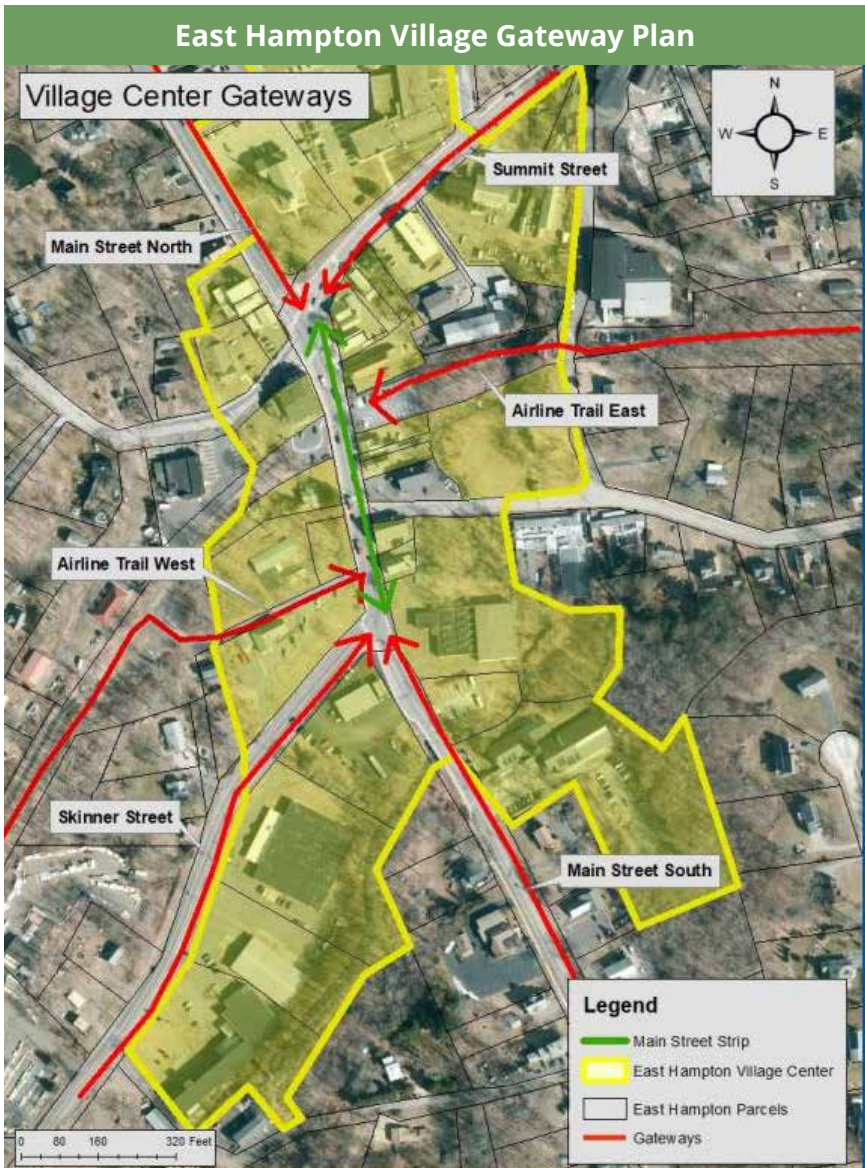 East Hampton Village Gateway Plan
Village Center Gateways
N
W E
S
Summit Street
Main Street North
Airline Trail East
Airline Trail West
Skinner Street
Main Street South
Legend
Main Street Strip
East Hampton Village Center
East Hampton Parcels
Gateways
0 80 160 320 Feet